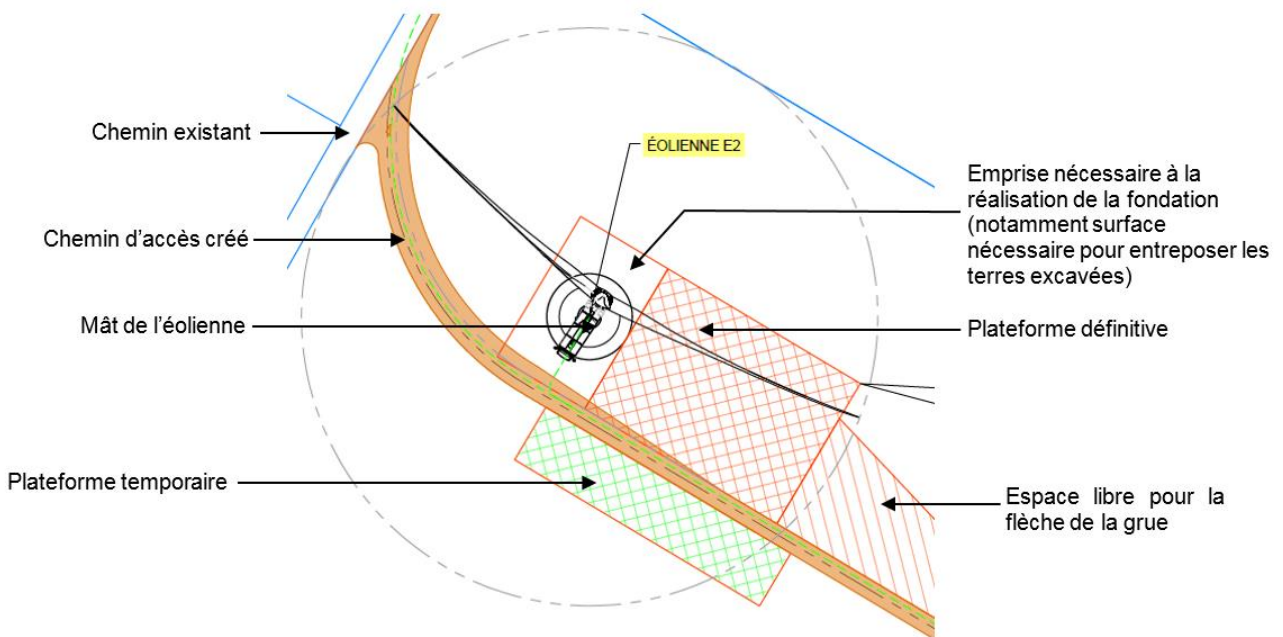 Chemin existant
Chemin d'accès créé
Mât de l'éolienne
Plateforme temporaire
ÉOLIENNE E2
Emprise nécessaire à la
réalisation de la fondation
(notamment surface
nécessaire pour entreposer les
terres excavées)
Plateforme définitive
Espace libre pour la
flèche de la grue